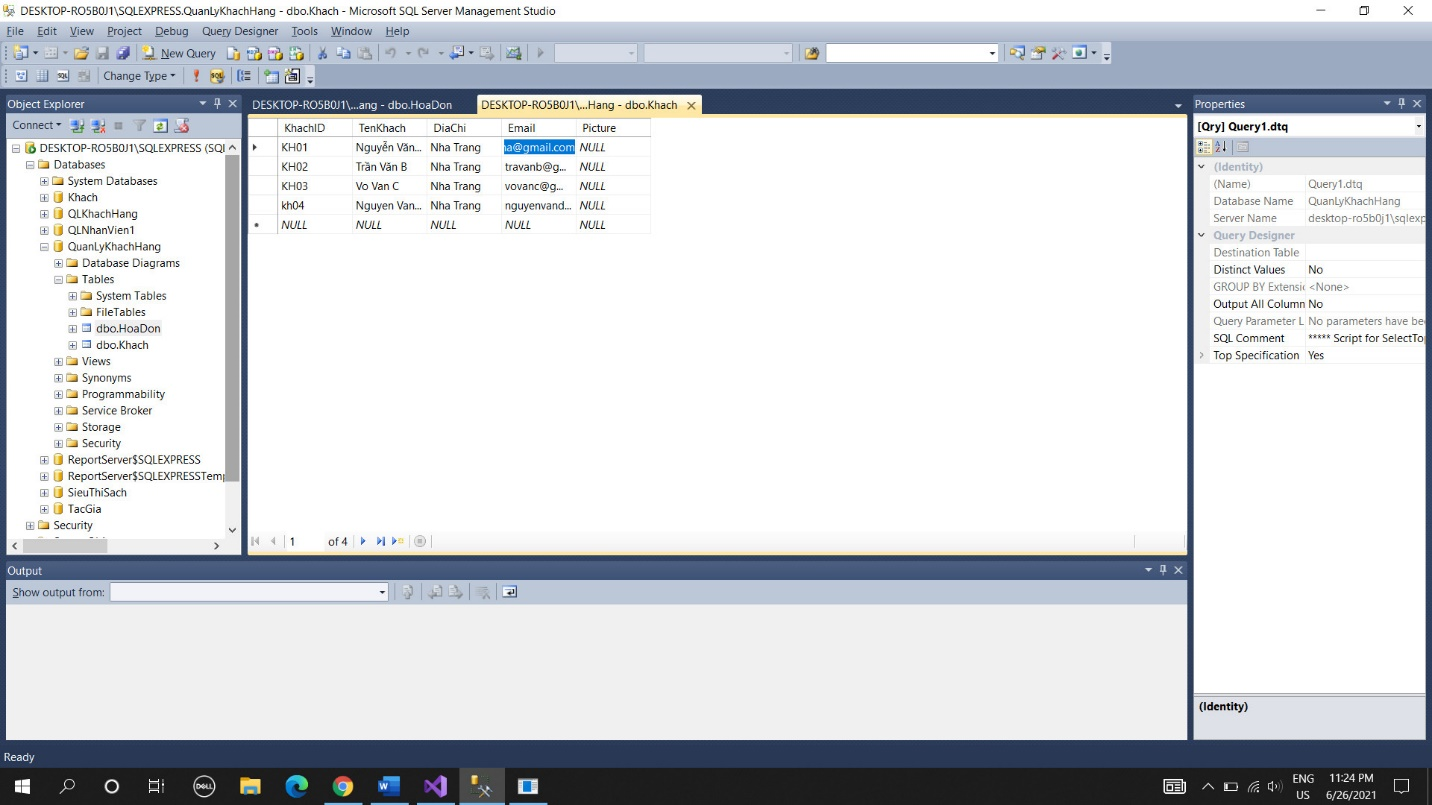 DESKTOP-RO5B0J1\SQLEXPRESS.QuanLyKhachHang - dbo.Khach - Microsoft SQL Server Management Studio
File Edit View Project Debug Query Designer Tools Window Help
New Query
Change Type
Object Explorer
Connect
DESKTOP-RO5B0J1\SQLEXPRESS (SQl
Databases
System Databases
Khach
QLKhachHang
QLNhanVien1
QuanLyKhachHang
Database Diagrams
Tables
System Tables
FileTables
dbo.HoaDon
dbo.Khach
Views
Synonyms
Programmability
Service Broker
Storage
Security
ReportServer$SQLEXPRESS
ReportServer$SQLEXPRESSTemp
SieuThiSach
TacGia
Security
DESKTOP-RO5B0J1\...ang - dbo.HoaDon DESKTOP-RO5B0J1\...Hang - dbo.Khach
KhachID TenKhach DiaChi Email Picture
KH01 Nguyễn Văn... Nha Trang a@gmail.com NULL
KH02 Trần Văn B Nha Trang travanb@g... NULL
KH03 Vo Van C Nha Trang vovanc@g... NULL
kh04 Nguyen Van... Nha Trang nguyenvand... NULL
NULL NULL NULL NULL NULL
1 of 4
Properties
[Qry] Query1.dtq
(Identity)
(Name) Query1.dtq
Database Name QuanLyKhachHang
Server Name desktop-ro5b0j1\sqlexp
Query Designer
Destination Table
Distinct Values No
GROUP BY Extensic <None>
Output All Column No
Query Parameter L No parameters have bee
SQL Comment ***** Script for SelectTo
Top Specification Yes
(Identity)
Output
Show output from:
Ready
DELL
ENG
US
11:24 PM
6/26/2021